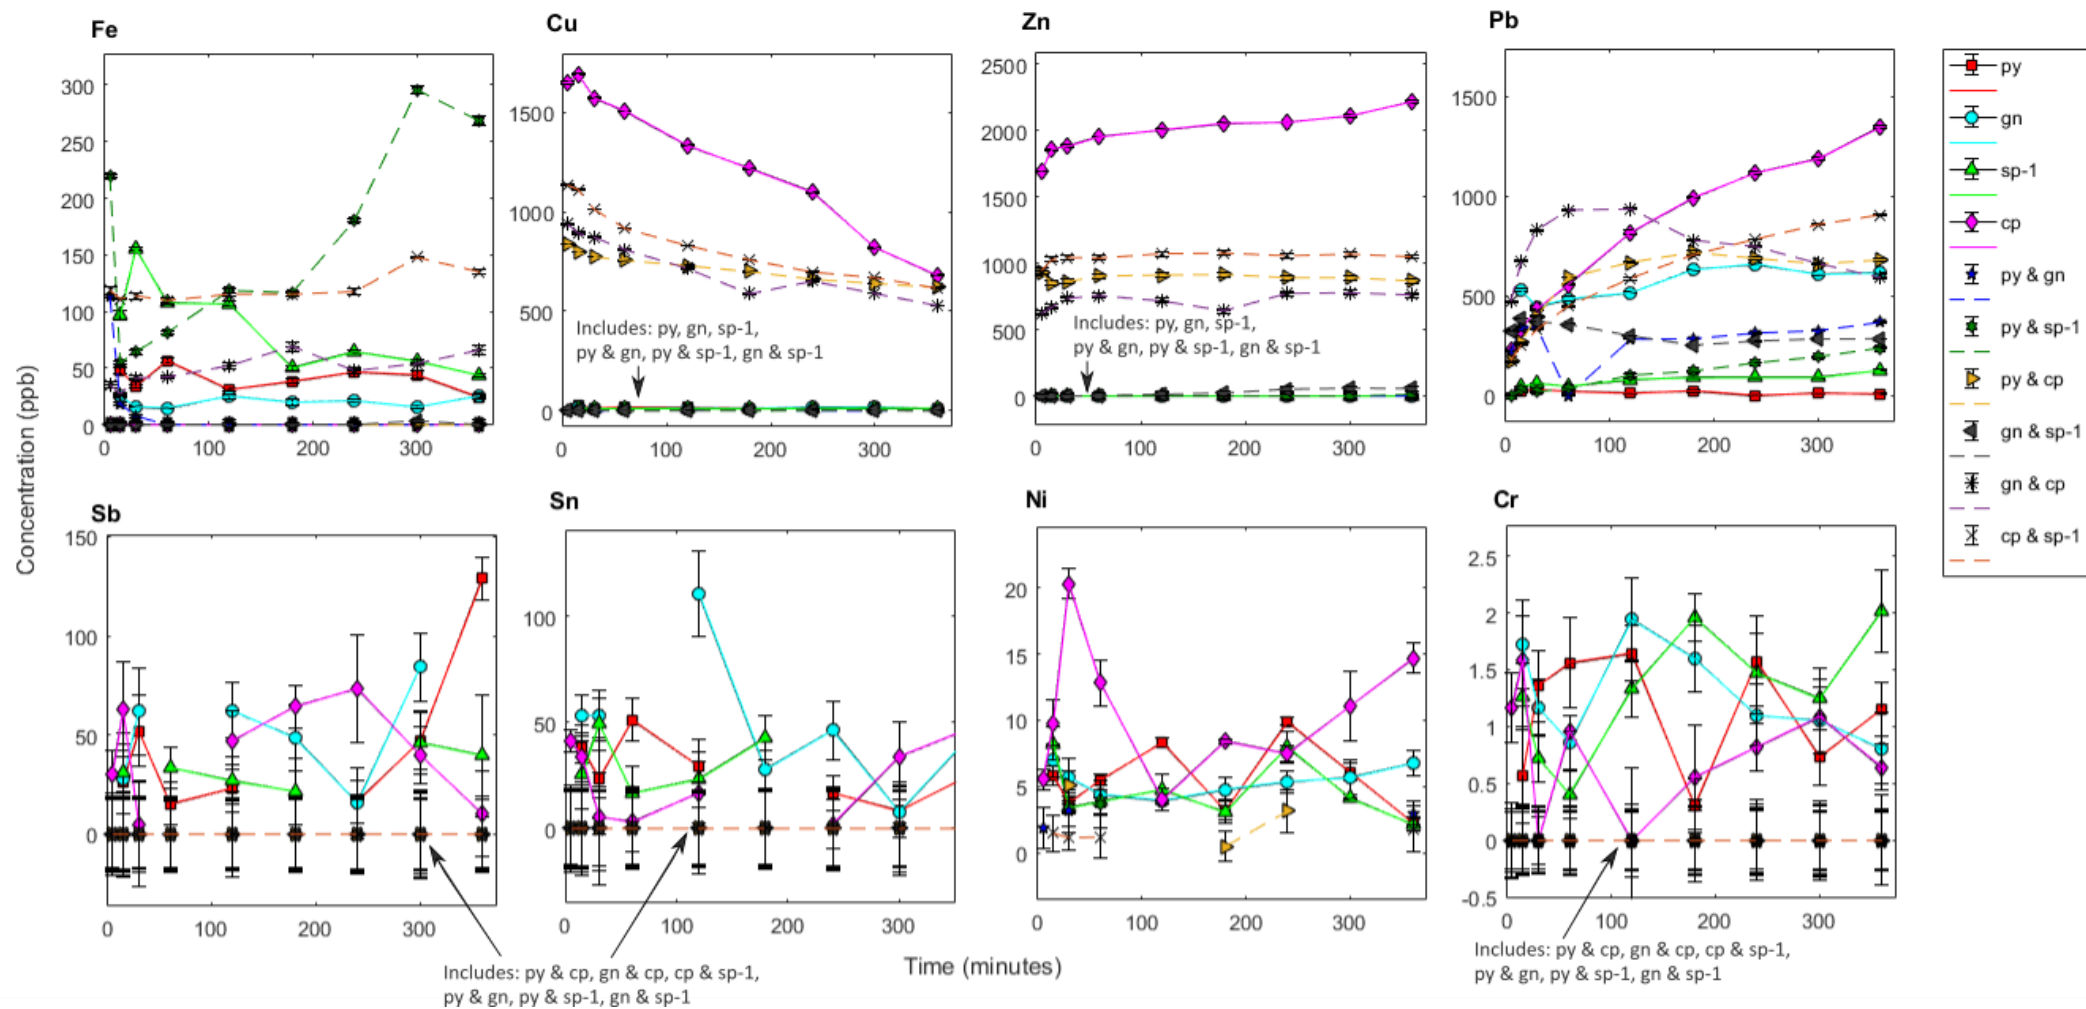 Fe
Cu
Zn
Pb
300
250
200
150
100
50
0
0 100 200 300
1500
1000
500
0
0 100 200 300
Includes: py, gn, sp-1,
py & gn, py & sp-1, gn & sp-1
2500
2000
1500
1000
500
0
0 100 200 300
Includes: py, gn, sp-1,
py & gn, py & sp-1, gn & sp-1
1500
1000
500
0
0 100 200 300
py
gn
sp-1
cp
py & gn
py & sp-1
py & cp
gn & sp-1
gn & cp
cp & sp-1
Concentration (ppb)
Sb
Sn
Ni
Cr
150
100
50
0
0 100 200 300
100
50
0
0 100 200 300
20
15
10
5
0
0 100 200 300
2.5
2
1.5
1
0.5
0
-0.5
0 100 200 300
Includes: py & cp, gn & cp, cp & sp-1,
py & gn, py & sp-1, gn & sp-1
Time (minutes)
Includes: py & cp, gn & cp, cp & sp-1,
py & gn, py & sp-1, gn & sp-1